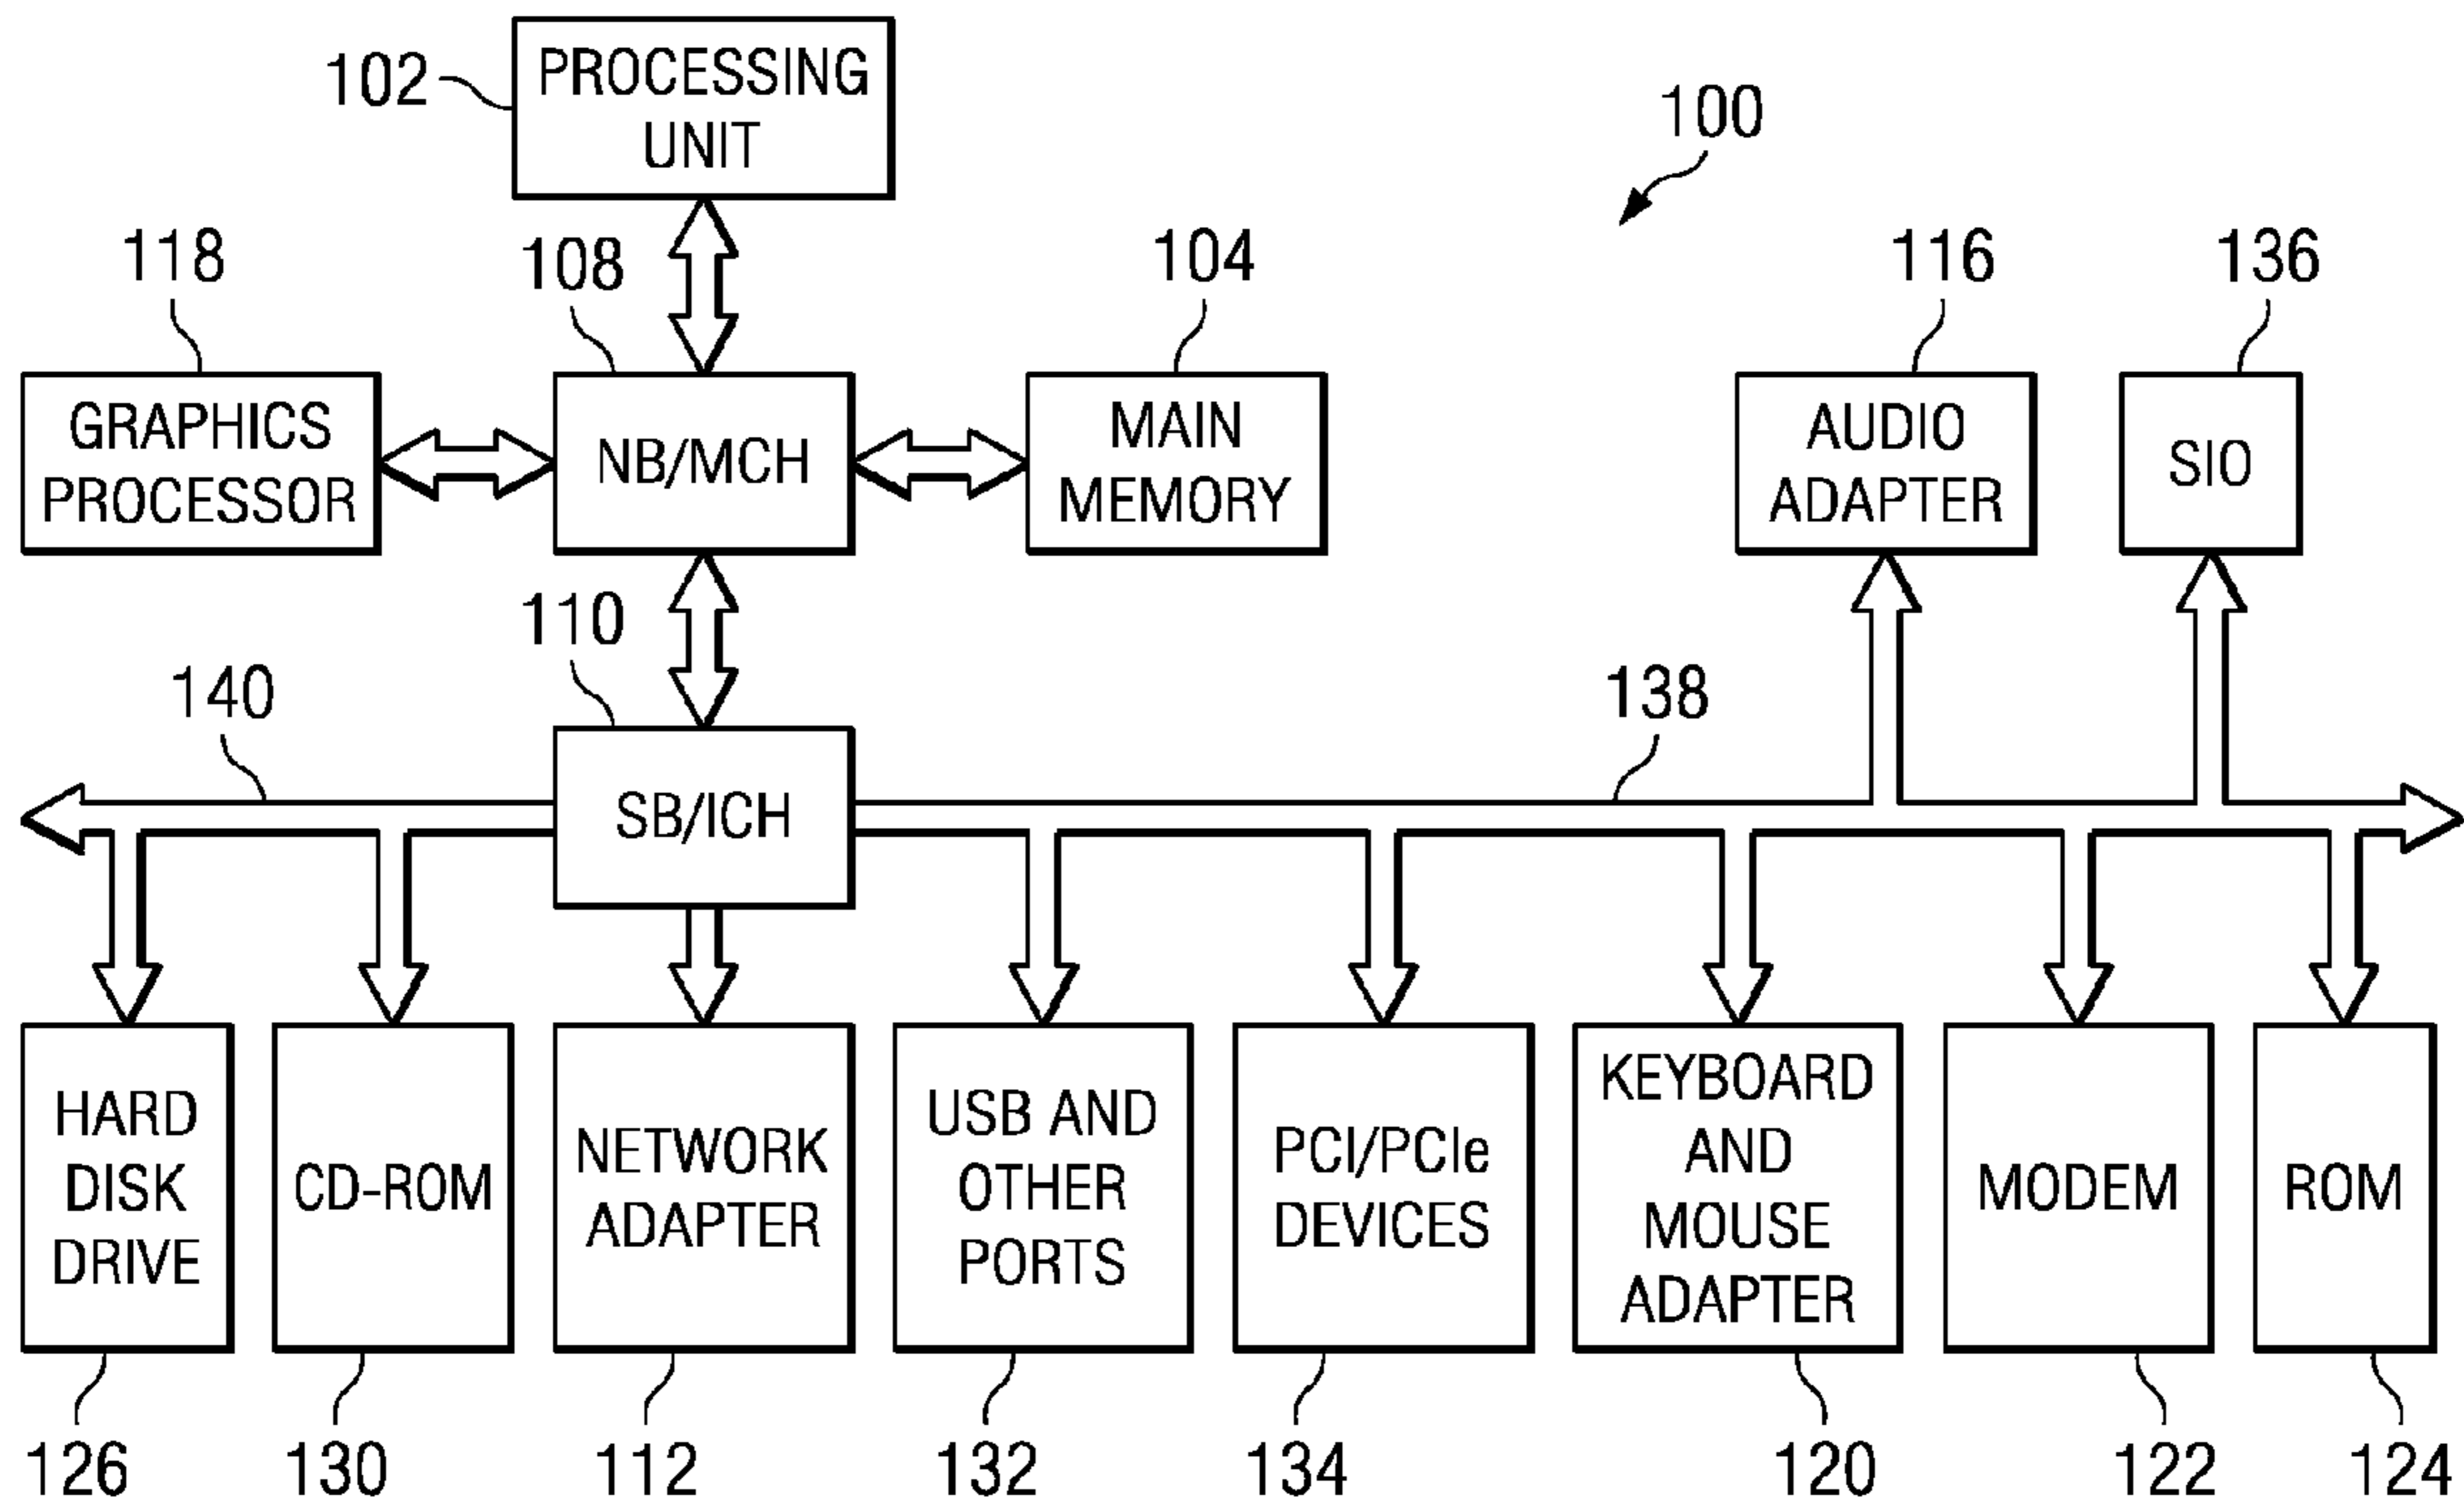 102
PROCESSING
UNIT
100
118
108
104
116
136
GRAPHICS
PROCESSOR
NB/MCH
MAIN
MEMORY
AUDIO
ADAPTER
SIO
110
140
138
SB/ICH
HARD
DISK
DRIVE
CD-ROM
NETWORK
ADAPTER
USB AND
OTHER
PORTS
PCI/PCIe
DEVICES
KEYBOARD
AND
MOUSE
ADAPTER
MODEM
ROM
126
130
112
132
134
120
122
124